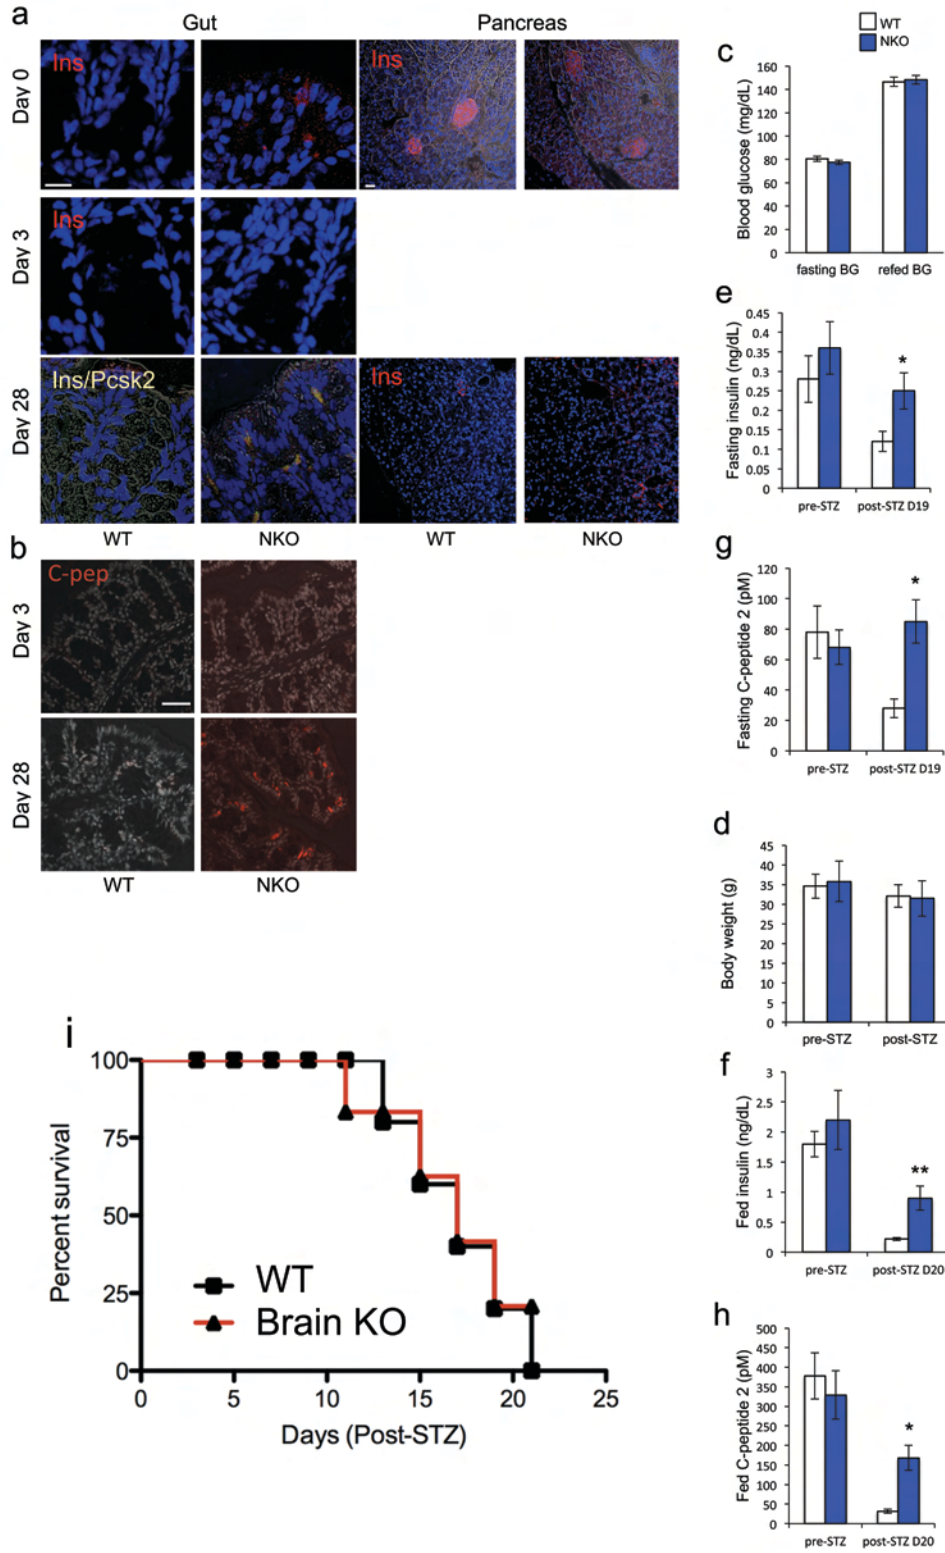 a
Gut
Pancreas
Day 0
Ins
Ins
Day 3
Ins
Day 28
Ins/Pcsk2
Ins
WT
NKO
WT
NKO
b
Day 3
C-pep
Day 28
WT
NKO
WT
NKO
c
Blood glucose (mg/dL)
160
140
120
100
80
60
40
20
0
fasting BG
refed BG
e
Fasting insulin (ng/dL)
0.45
0.4
0.35
0.3
0.25
0.2
0.15
0.1
0.05
0
*
pre-STZ
post-STZ D19
g
Fasting C-peptide 2 (pM)
120
100
80
60
40
20
0
*
pre-STZ
post-STZ D19
d
Body weight (g)
45
40
35
30
25
20
15
10
5
0
pre-STZ
post-STZ
f
Fed insulin (ng/dL)
3
2.5
2
1.5
1
0.5
0
**
pre-STZ
post-STZ D20
h
Fed C-peptide 2 (pM)
500
450
400
350
300
250
200
150
100
50
0
*
pre-STZ
post-STZ D20
i
Percent survival
100
75
50
25
0
WT
Brain KO
0
5
10
15
20
25
Days (Post-STZ)